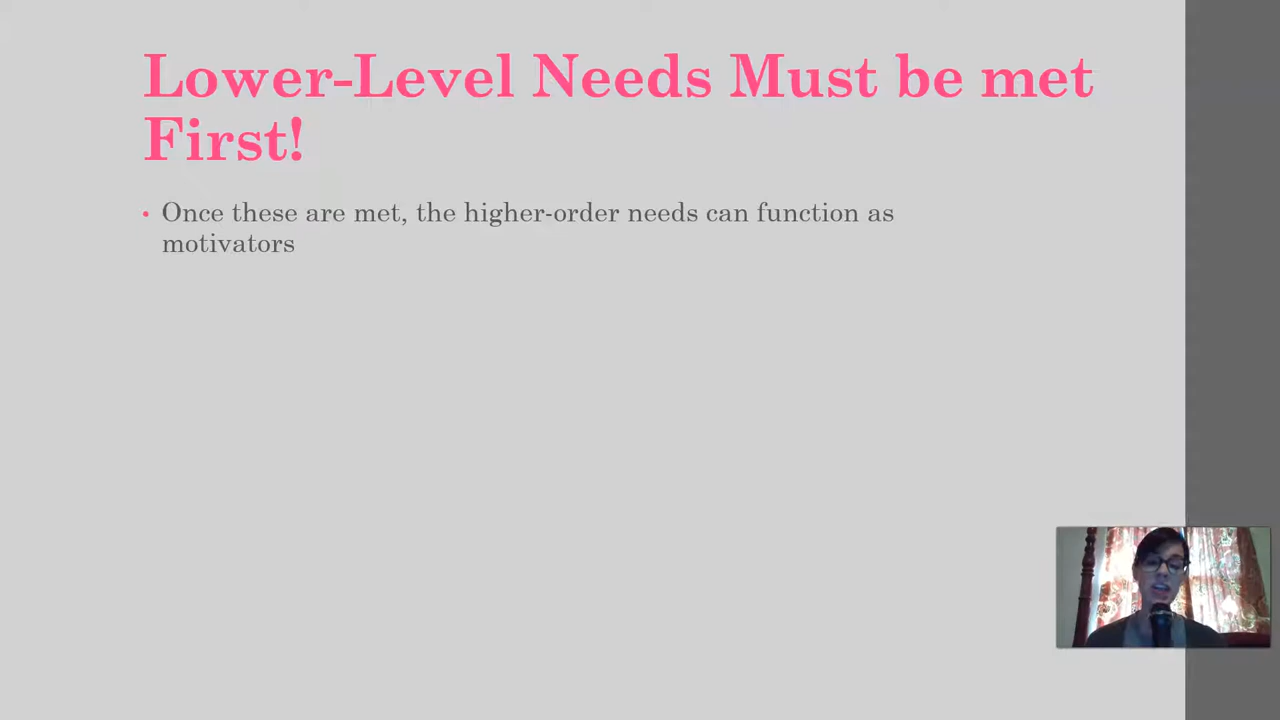 Lower-Level Needs Must be met
First!
• Once these are met, the higher-order needs can function as
motivators